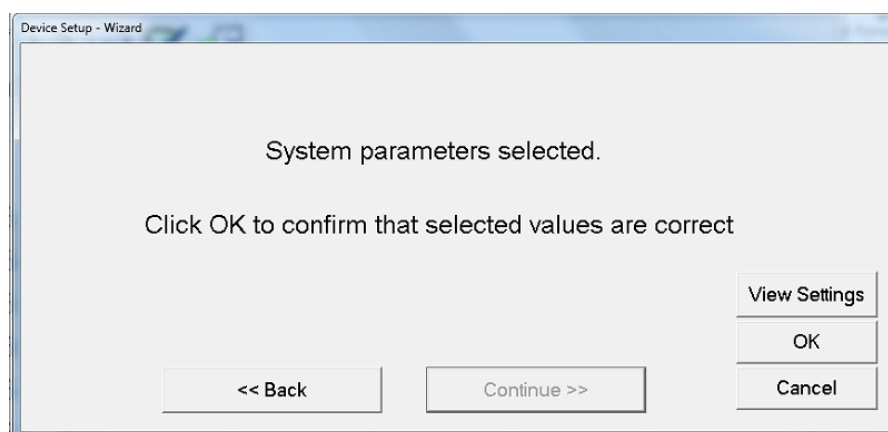 Device Setup - Wizard
System parameters selected.
Click OK to confirm that selected values are correct
View Settings
OK
<< Back
Continue >>
Cancel